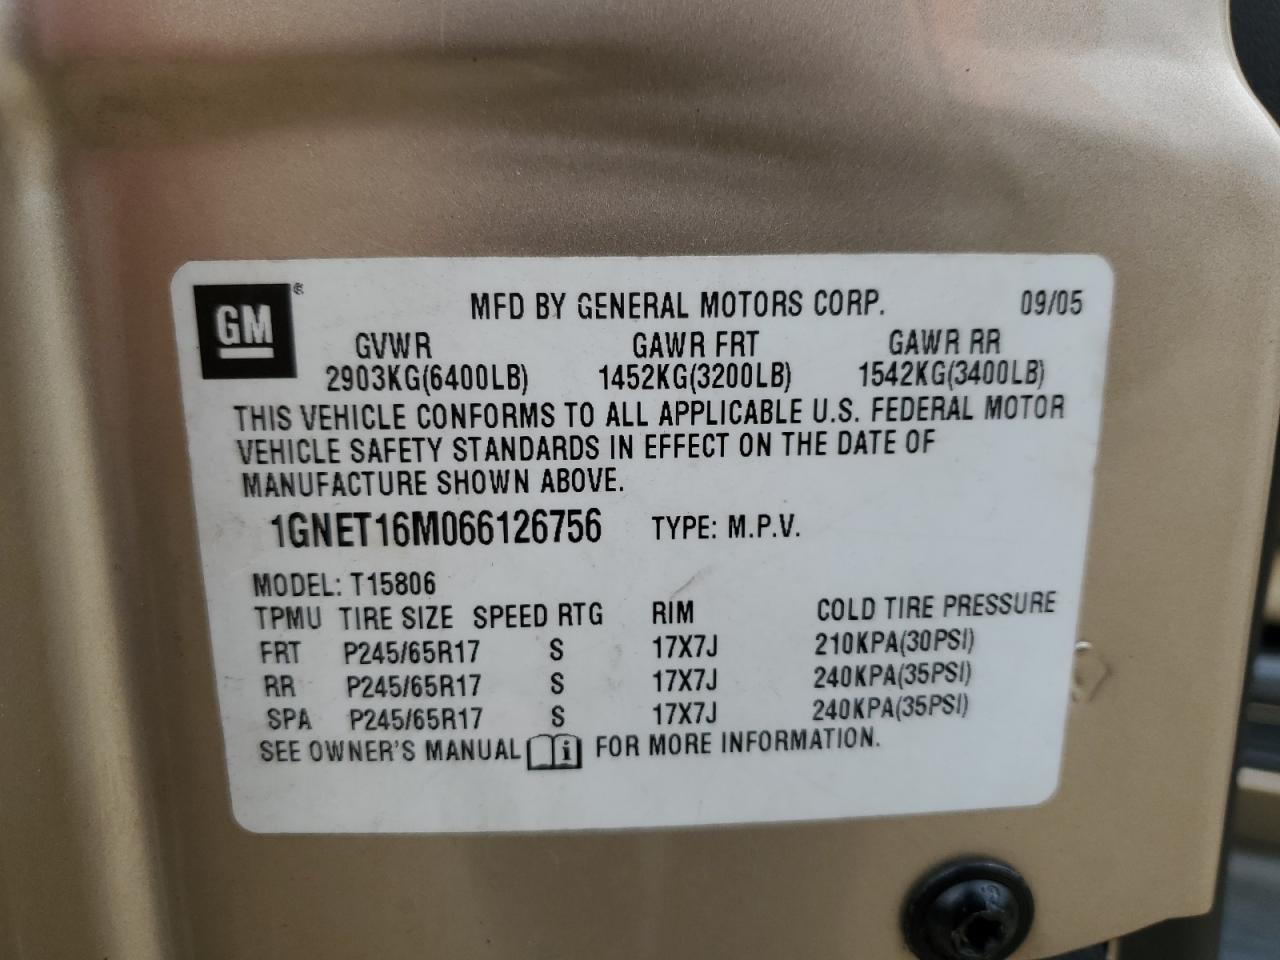 GM ® MFD BY GENERAL MOTORS CORP. 09/05
GVWR GAWR FRT GAWR RR
2903KG(6400LB) 1452KG(3200LB) 1542KG(3400LB)
THIS VEHICLE CONFORMS TO ALL APPLICABLE U.S. FEDERAL MOTOR
VEHICLE SAFETY STANDARDS IN EFFECT ON THE DATE OF
MANUFACTURE SHOWN ABOVE.
1GNET16M066126756 TYPE: M.P.V.
MODEL: T15806
TPMU TIRE SIZE SPEED RTG RIM COLD TIRE PRESSURE
FRT P245/65R17 S 17X7J 210KPA(30PSI)
RR P245/65R17 S 17X7J 240KPA(35PSI)
SPA P245/65R17 S 17X7J 240KPA(35PSI)
SEE OWNER'S MANUAL i FOR MORE INFORMATION.